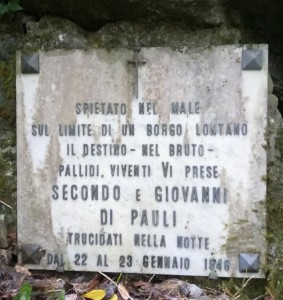 SPIETATO NEL MALE
SUL LIMITE DI UN BORGO LONTANO
IL DESTINO - NEL BRUTO -
PALLIDI, VIVENTI VI PRESE
SECONDO E GIOVANNI
DI PAULI
TRUCIDATI NELLA NOTTE
DAL 22 AL 23 GENNAIO 1946